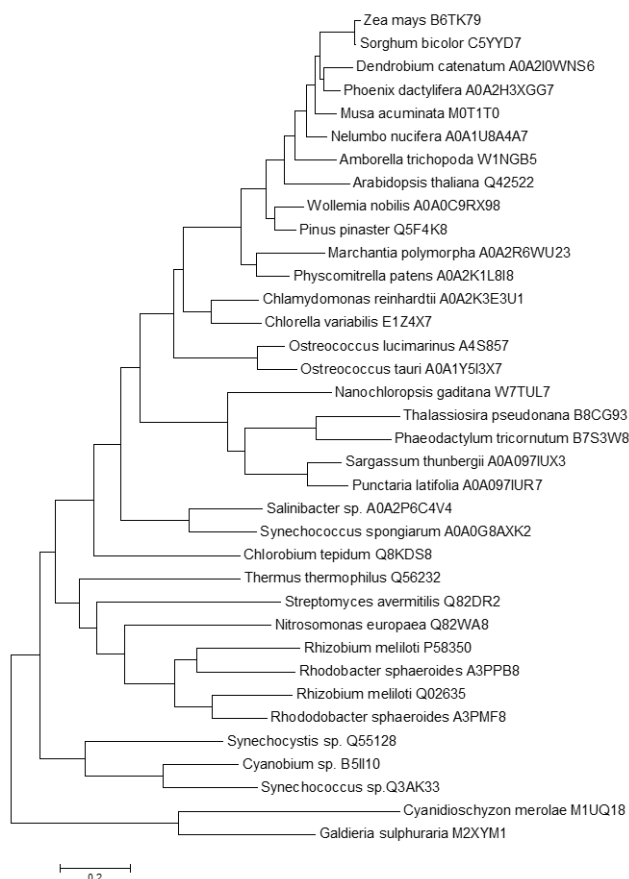 Zea mays B6TK79
Sorghum bicolor C5YYD7
Dendrobium catenatum A0A2I0WNS6
Phoenix dactylifera A0A2H3XGG7
Musa acuminata M0T1T0
Nelumbo nucifera A0A1U8A4A7
Amborella trichopoda W1NGB5
Arabidopsis thaliana Q42522
Wollemia nobilis A0A0C9RX98
Pinus pinaster Q5F4K8
Marchantia polymorpha A0A2R6WU23
Physcomitrella patens A0A2K1L8I8
Chlamydomonas reinhardtii A0A2K3E3U1
Chlorella variabilis E1Z4X7
Ostreococcus lucimarinus A4S857
Ostreococcus tauri A0A1Y5I3X7
Nanochloropsis gaditana W7TUL7
Thalassiosira pseudonana B8CG93
Phaeodactylum tricornutum B7S3W8
Sargassum thunbergii A0A097IUX3
Punctaria latifolia A0A097IUR7
Salinibacter sp. A0A2P6C4V4
Synechococcus spongiarum A0A0G8AXK2
Chlorobium tepidum Q8KDS8
Thermus thermophilus Q56232
Streptomyces avermitilis Q82DR2
Nitrosomonas europaea Q82WA8
Rhizobium meliloti P58350
Rhodobacter sphaeroides A3PPB8
Rhizobium meliloti Q02635
Rhododobacter sphaeroides A3PMF8
Synechocystis sp. Q55128
Cyanobium sp. B5II10
Synechococcus sp.Q3AK33
Cyanidioschyzon merolae M1UQ18
Galdieria sulphuraria M2XYM1
0.2